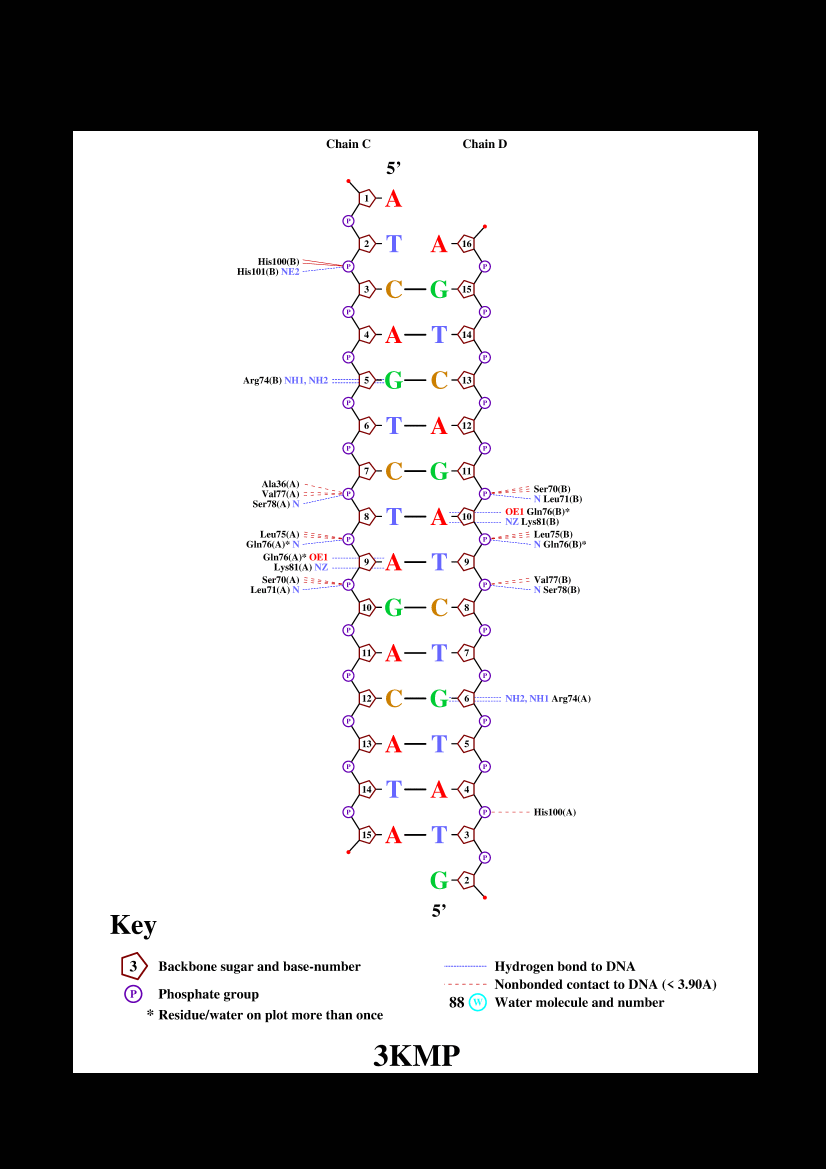 Chain C Chain D
5’
1 A
P
2 T A 16
His100(B) P P
His101(B) NE2
3 C G 15
P P
4 A T 14
P P
Arg74(B) NH1, NH2 5 G C 13
P P
6 T A 12
P P
7 C G 11
Ala36(A)
Val77(A) P P Ser70(B)
Ser78(A) N N Leu71(B)
8 T A 10 OE1 Gln76(B)*
NZ Lys81(B)
Leu75(A) P P Leu75(B)
Gln76(A)* N N Gln76(B)*
Gln76(A)* OE1 9 A T 9
Lys81(A) NZ
Ser70(A) P P Val77(B)
Leu71(A) N N Ser78(B)
10 G C 8
P P
11 A T 7
P P
12 C G 6 NH2, NH1 Arg74(A)
P P
13 A T 5
P P
14 T A 4
P P His100(A)
15 A T 3
P
G 2
5’
Key
3 Backbone sugar and base-number
P Phosphate group
* Residue/water on plot more than once
Hydrogen bond to DNA
Nonbonded contact to DNA (< 3.90A)
88 W Water molecule and number
3KMP